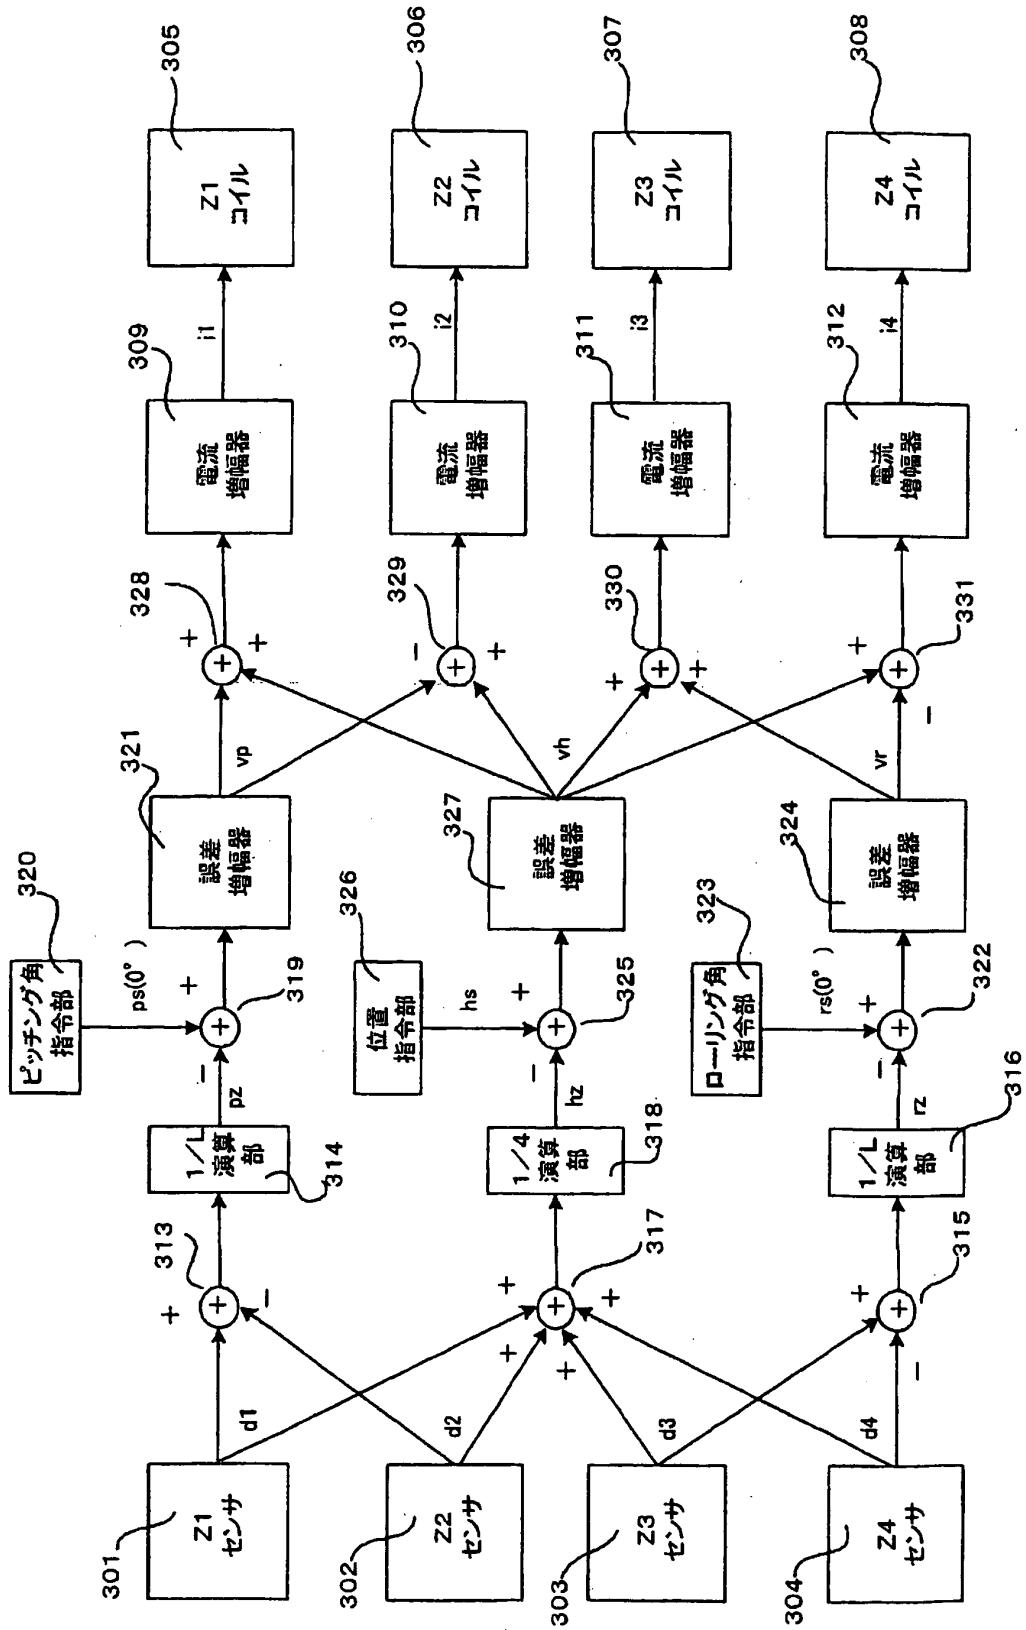 301
Z1
センサ
302
Z2
センサ
303
Z3
センサ
304
Z4
センサ
d1
d2
d3
d4
313
+
+
−
317
+
+
+
+
+
315
+
+
−
1/L
演算
部
314
1/4
演算
部
318
1/L
演算
部
316
pz
hz
rz
320
ピッチング角
指令部
ps(0°)
326
位置
指令部
hs
323
ローリング角
指令部
rs(0°)
319
+
+
−
325
+
+
−
322
+
+
−
321
誤差
増幅器
327
誤差
増幅器
324
誤差
増幅器
vp
vh
vr
328
+
+
+
329
−
+
+
330
+
+
+
331
+
+
−
309
電流
増幅器
310
電流
増幅器
311
電流
増幅器
312
電流
増幅器
i1
i2
i3
i4
305
Z1
コイル
306
Z2
コイル
307
Z3
コイル
308
Z4
コイル